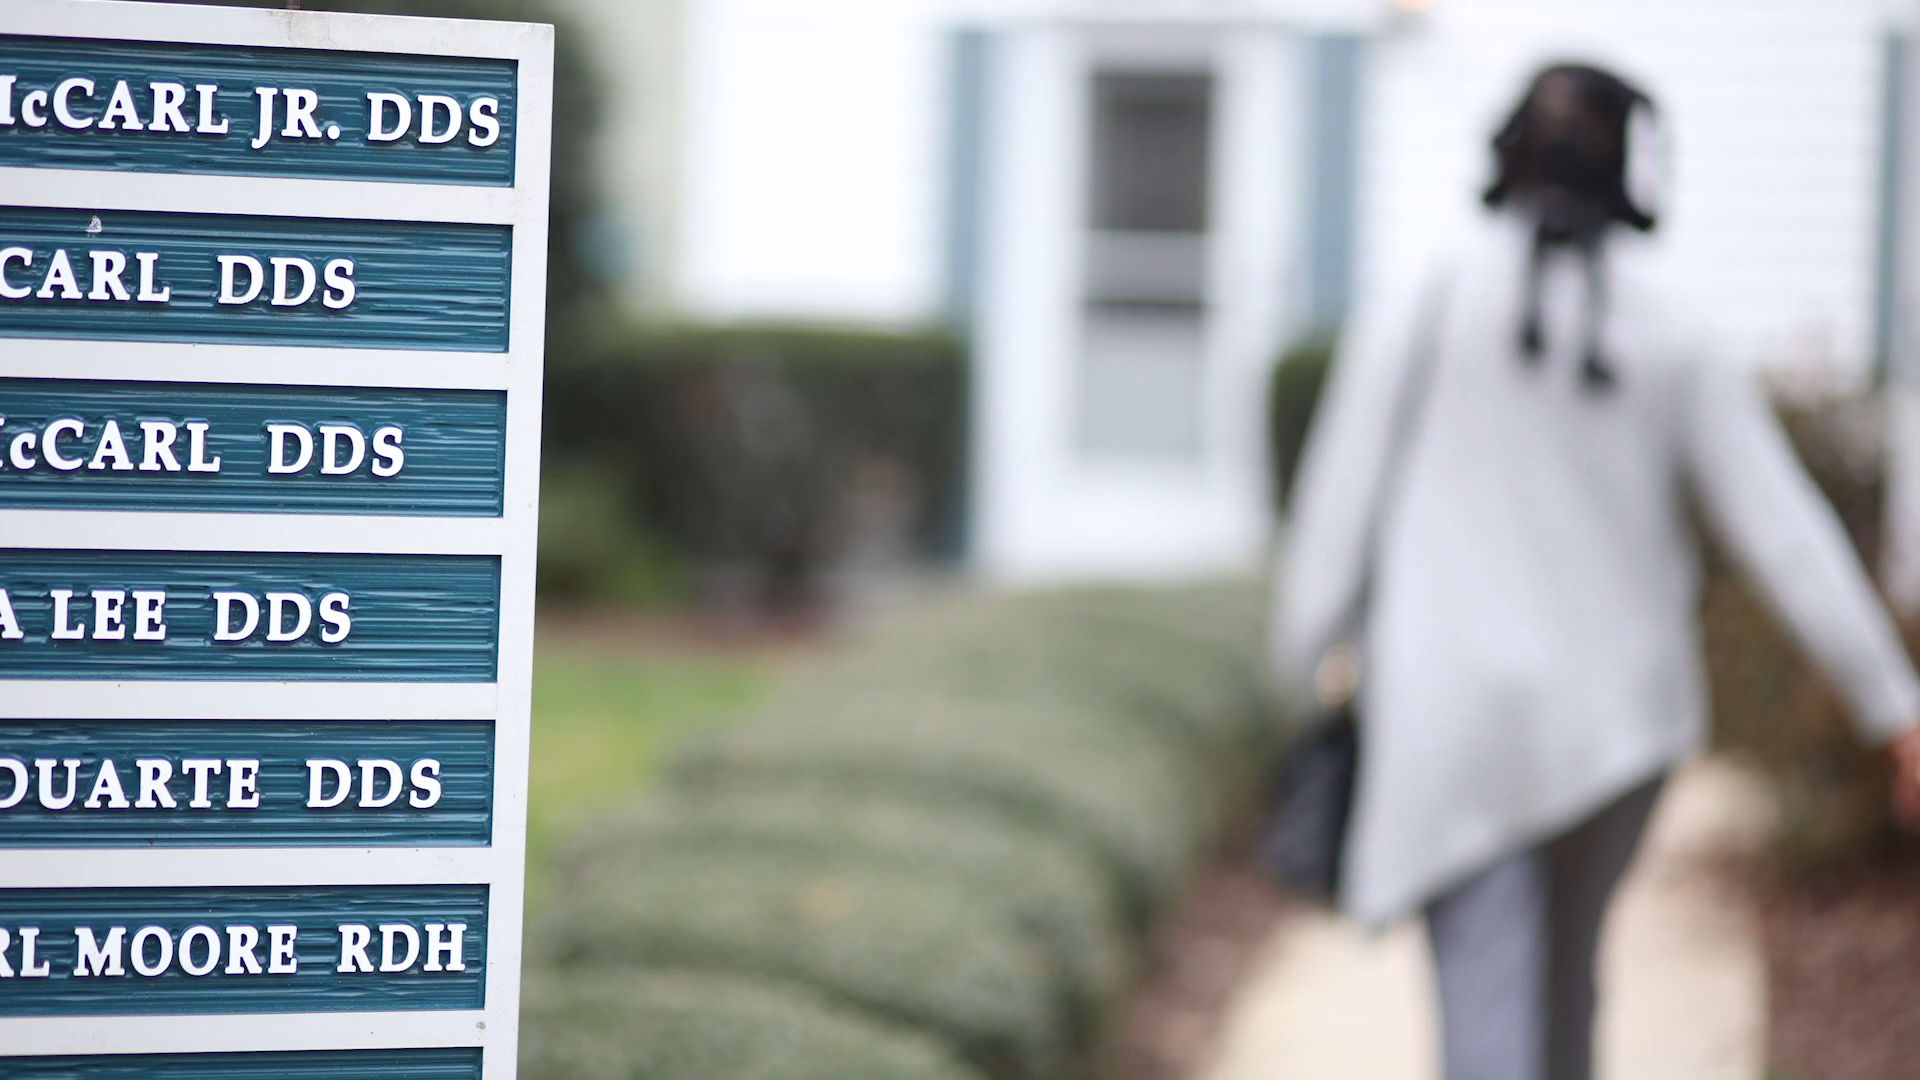 McCARL JR. DDS
CARL DDS
McCARL DDS
A LEE DDS
DUARTE DDS
RL MOORE RDH